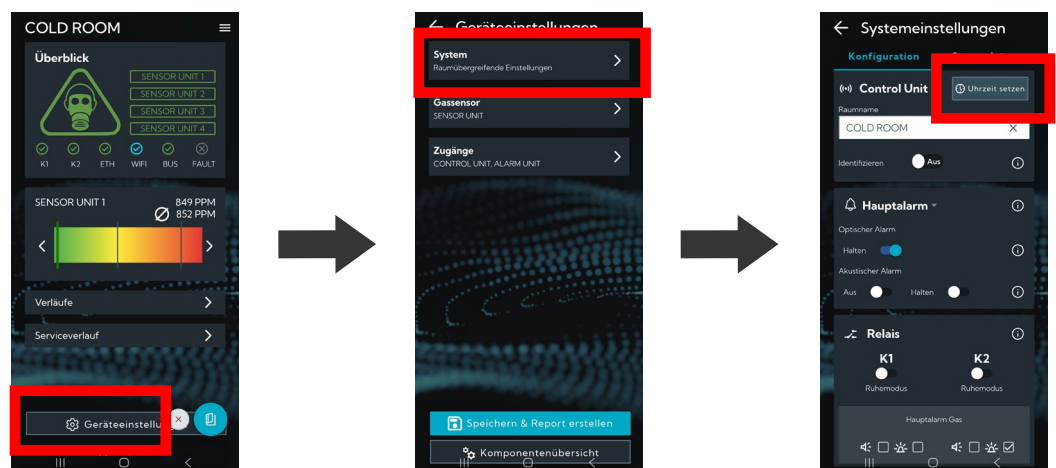 COLD ROOM
Überblick
SENSOR UNIT 1
SENSOR UNIT 2
SENSOR UNIT 3
SENSOR UNIT 4
K1 K2 ETH WIFI BUS FAULT
SENSOR UNIT 1
849 PPM
852 PPM
Verläufe
Serviceverlauf
Geräteeinstellu
Geräteeinstellungen
System
Raumübergreifende Einstellungen
Gassensor
SENSOR UNIT
Zugänge
CONTROL UNIT, ALARM UNIT
Speichern & Report erstellen
Komponentenübersicht
Systemeinstellungen
Konfiguration
Control Unit
Uhrzeit setzen
Raumname
COLD ROOM
Identifizieren Aus
Hauptalarm
Optischer Alarm
Halten
Akustischer Alarm
Aus Halten
Relais
K1 K2
Ruhemodus Ruhemodus
Hauptalarm Gas